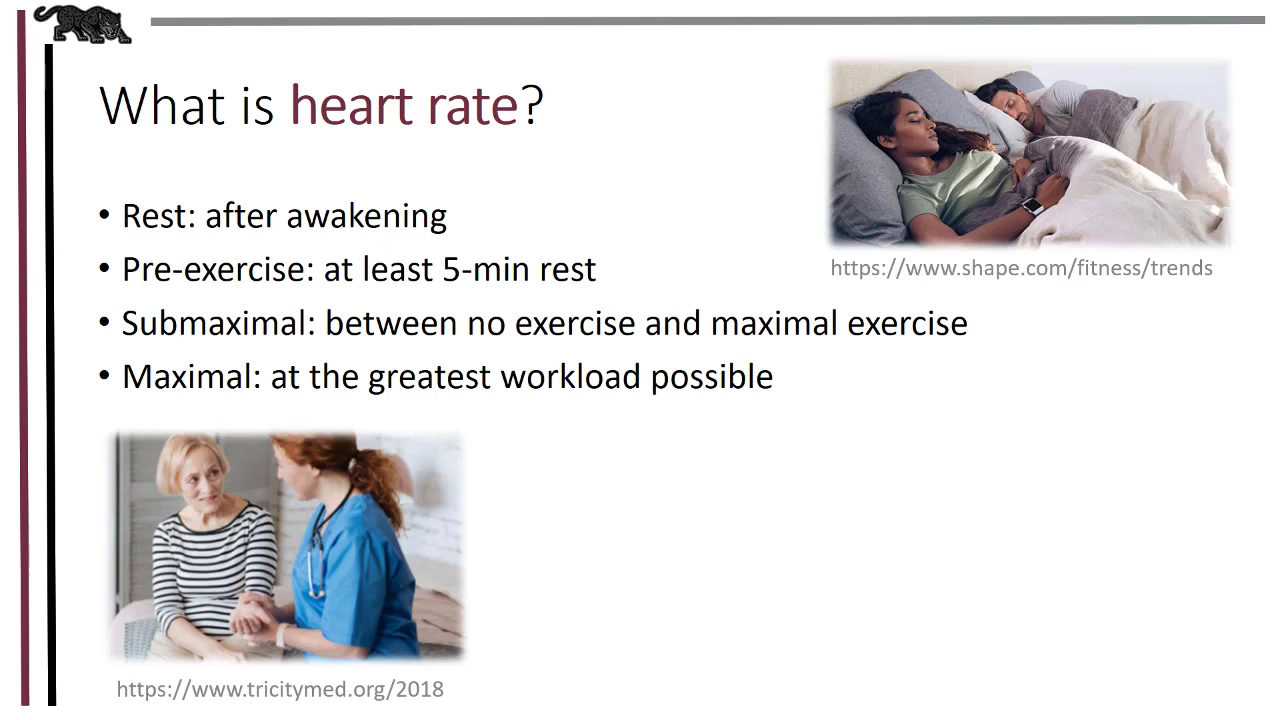 What is heart rate?
• Rest: after awakening
• Pre-exercise: at least 5-min rest
https://www.shape.com/fitness/trends
• Submaximal: between no exercise and maximal exercise
• Maximal: at the greatest workload possible
https://www.tricitymed.org/2018